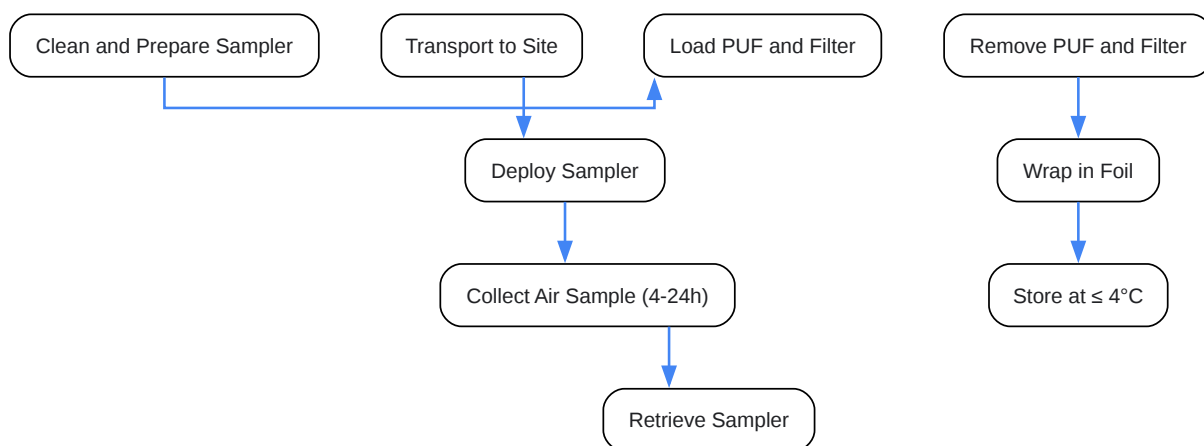 Clean and Prepare Sampler
Transport to Site
Load PUF and Filter
Remove PUF and Filter
Deploy Sampler
Wrap in Foil
Collect Air Sample (4-24h)
Store at ≤ 4°C
Retrieve Sampler